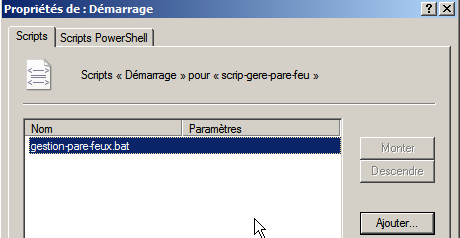 Propriétés de : Démarrage
Scripts Scripts PowerShell
Scripts « Démarrage » pour « scrip-gere-pare-feu »
Nom Paramètres
gestion-pare-feux.bat
Monter
Descendre
Ajouter...